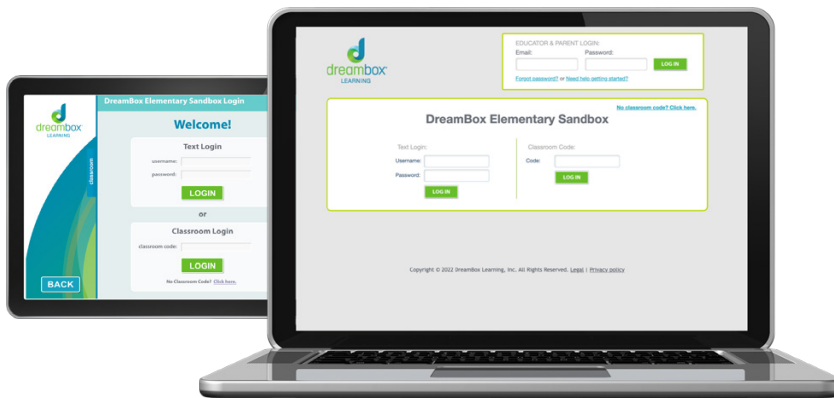 dreambox
LEARNING
classroom
BACK
DreamBox Elementary Sandbox Login
Welcome!
Text Login
username:
password:
LOGIN
or
Classroom Login
classroom code:
LOGIN
No Classroom Code? Click here.
dreambox
LEARNING
EDUCATOR & PARENT LOGIN:
Email: Password:
LOG IN
Forgot password? or Need help getting started?
No classroom code? Click here.
DreamBox Elementary Sandbox
Text Login:
Username:
Password:
LOG IN
Classroom Code:
Code:
LOG IN
Copyright © 2022 DreamBox Learning, Inc. All Rights Reserved. Legal | Privacy policy